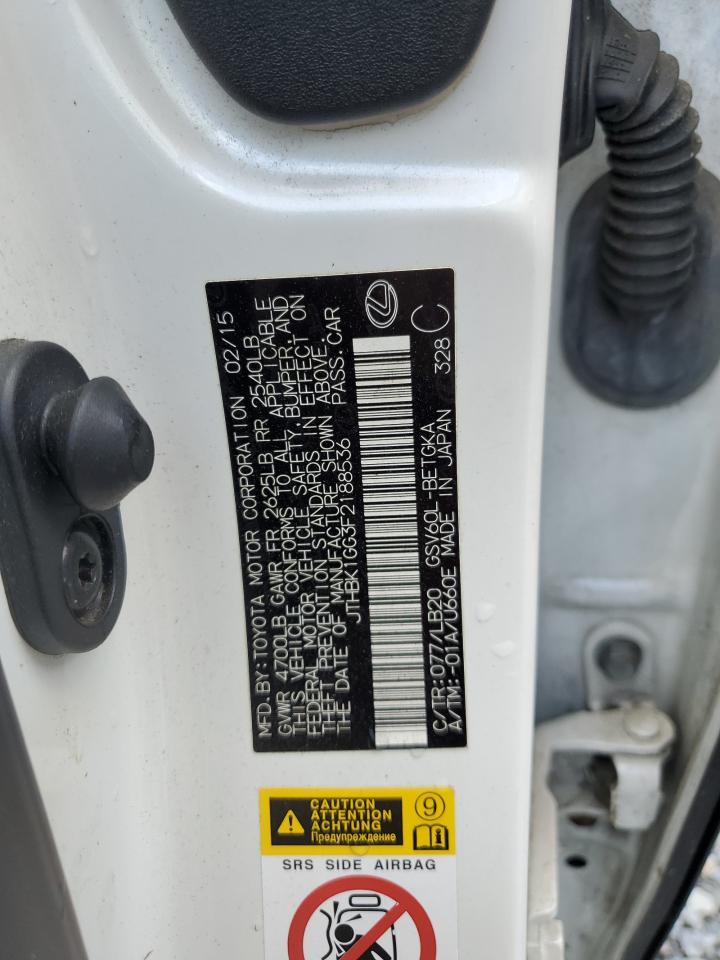 MFD. BY: TOYOTA MOTOR CORPORATION 02/15
GVWR 4700LB GAWR FR 2625LB RR 2540LB
THIS VEHICLE CONFORMS TO ALL APPLICABLE
FEDERAL MOTOR VEHICLE SAFETY, BUMPER, AND
THEFT PREVENTION STANDARDS IN EFFECT ON
THE DATE OF MANUFACTURE SHOWN ABOVE.
JTHBK1GG3F2188536 PASS. CAR
C/TR: 077/LB20 GSV60L-BETGKA
A/TM: -01A/U660E MADE IN JAPAN 328 C
CAUTION
ATTENTION
ACHTUNG
Предупреждение
9
SRS SIDE AIRBAG